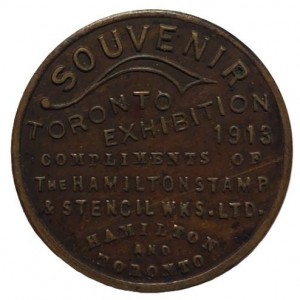 SOUVENIR
TORONTO
EXHIBITION
1913
COMPLIMENTS OF
THE HAMILTON STAMP
& STENCIL WKS. LTD.
HAMILTON
AND
TORONTO